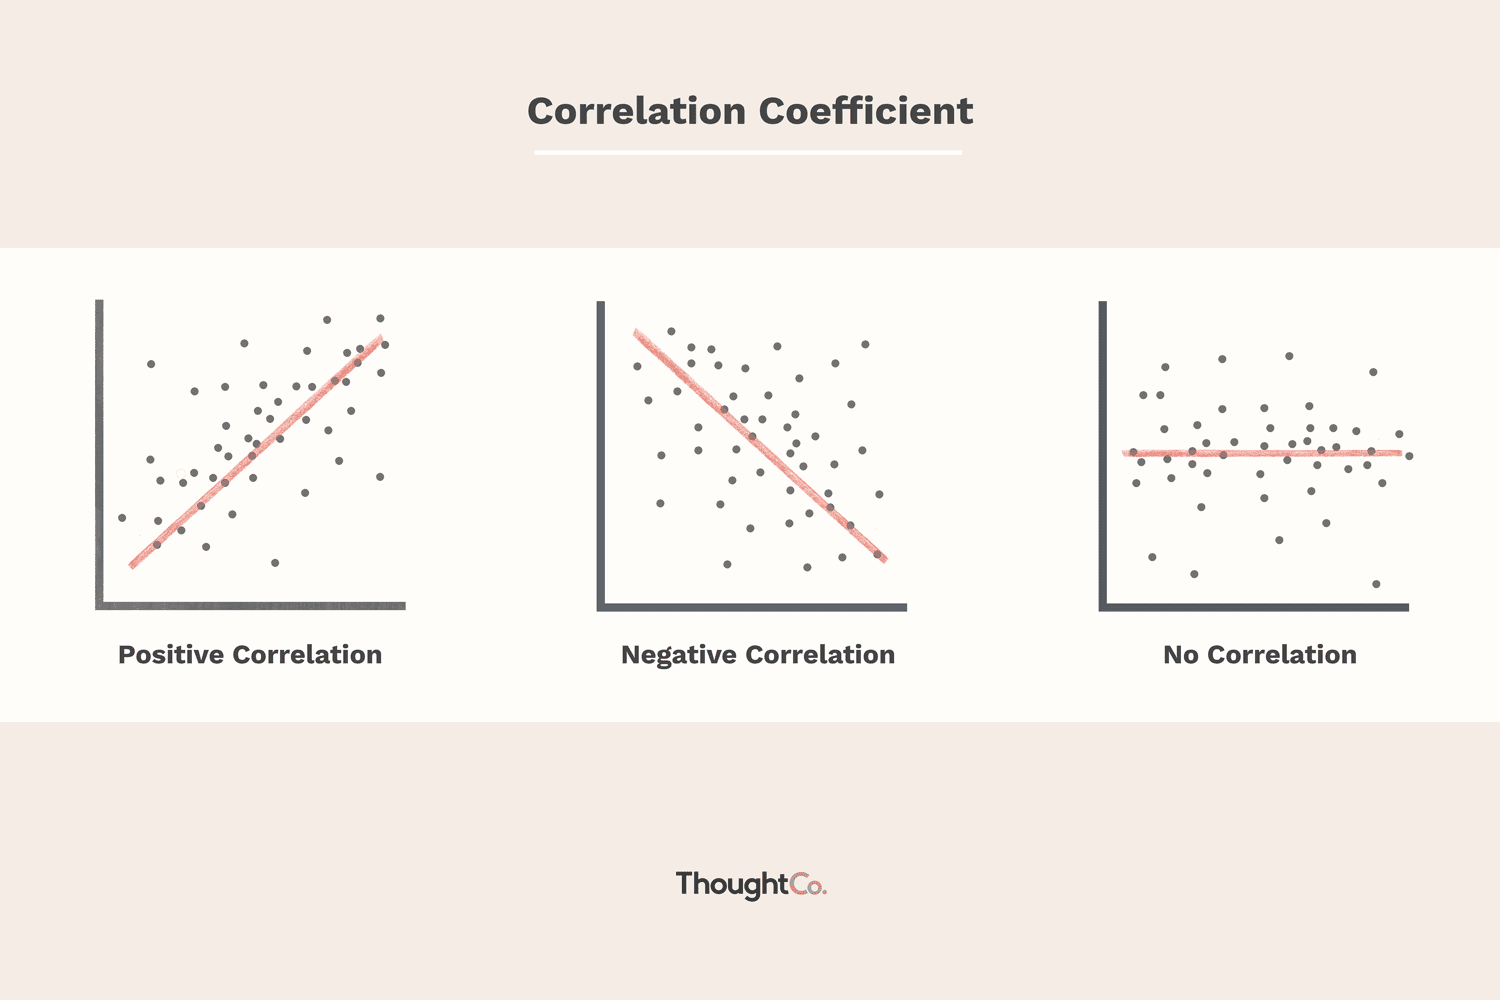 Correlation Coefficient
Positive Correlation
Negative Correlation
No Correlation
ThoughtCo.